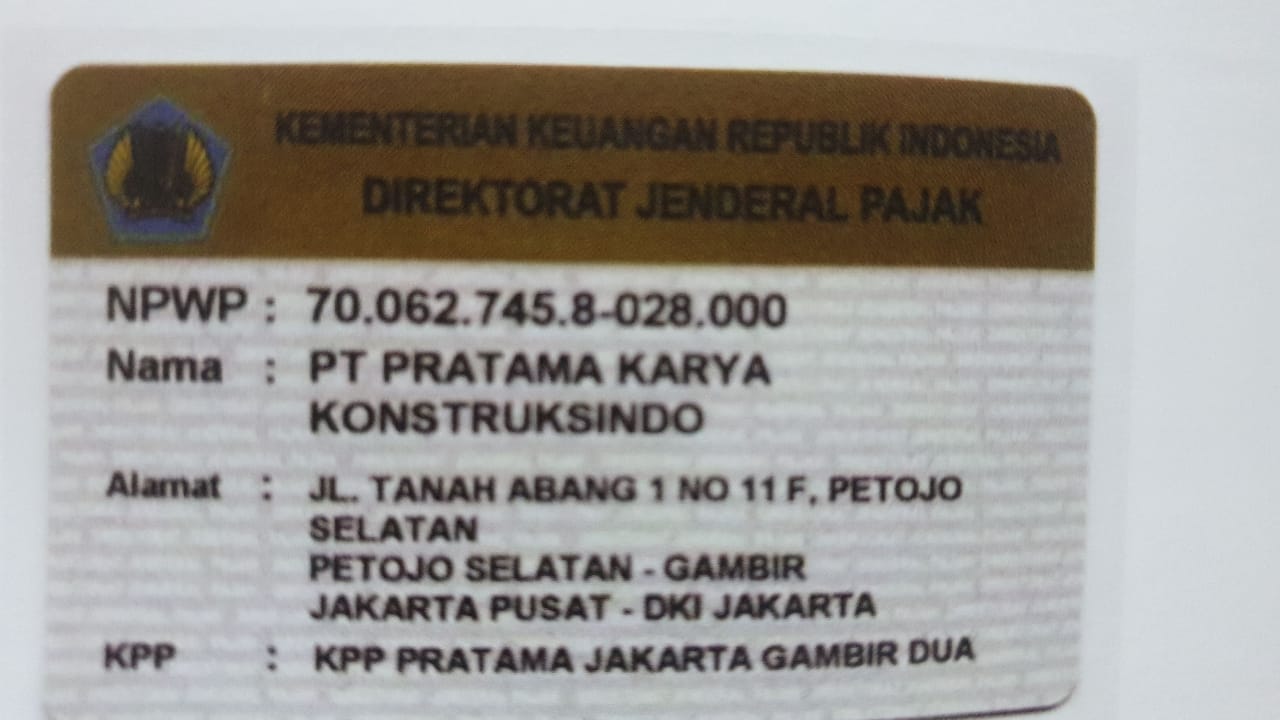 KEMENTERIAN KEUANGAN REPUBLIK INDONESIA
DIREKTORAT JENDERAL PAJAK
NPWP : 70.062.745.8-028.000
Nama : PT PRATAMA KARYA
KONSTRUKSINDO
Alamat : JL. TANAH ABANG 1 NO 11 F, PETOJO
SELATAN
PETOJO SELATAN - GAMBIR
JAKARTA PUSAT - DKI JAKARTA
KPP : KPP PRATAMA JAKARTA GAMBIR DUA